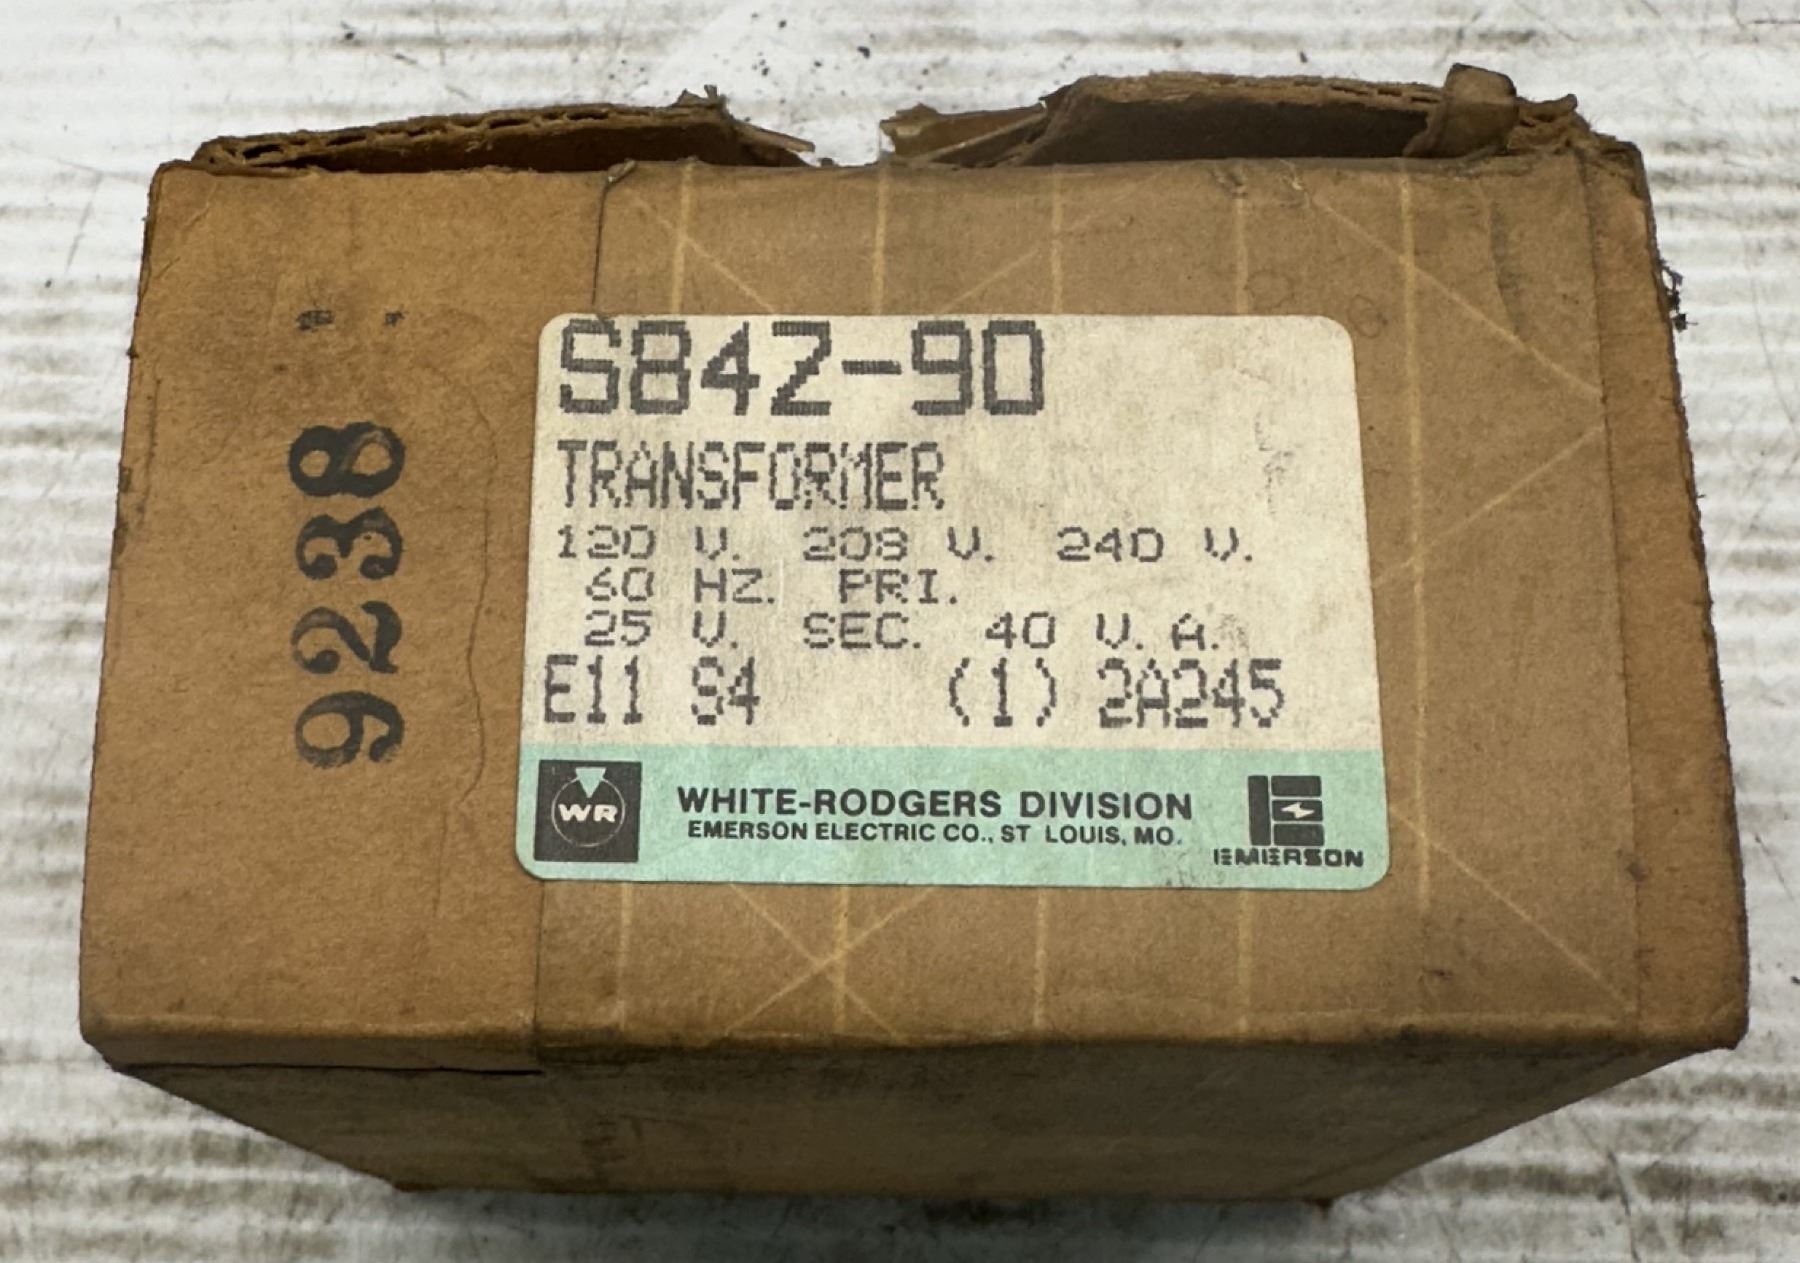 9238
S84Z-90
TRANSFORMER
120 V. 208 V. 240 V.
60 HZ. PRI.
25 V. SEC. 40 V.A.
E11 S4 (1) 2A245
WR
WHITE-RODGERS DIVISION
EMERSON ELECTRIC CO., ST LOUIS, MO.
EMERSON